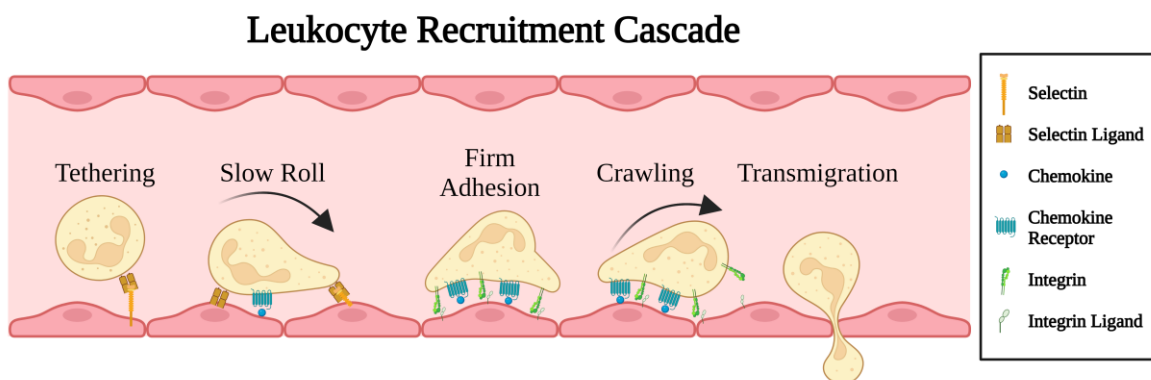 Leukocyte Recruitment Cascade
Tethering
Slow Roll
Firm
Adhesion
Crawling
Transmigration
Selectin
Selectin Ligand
Chemokine
Chemokine
Receptor
Integrin
Integrin Ligand